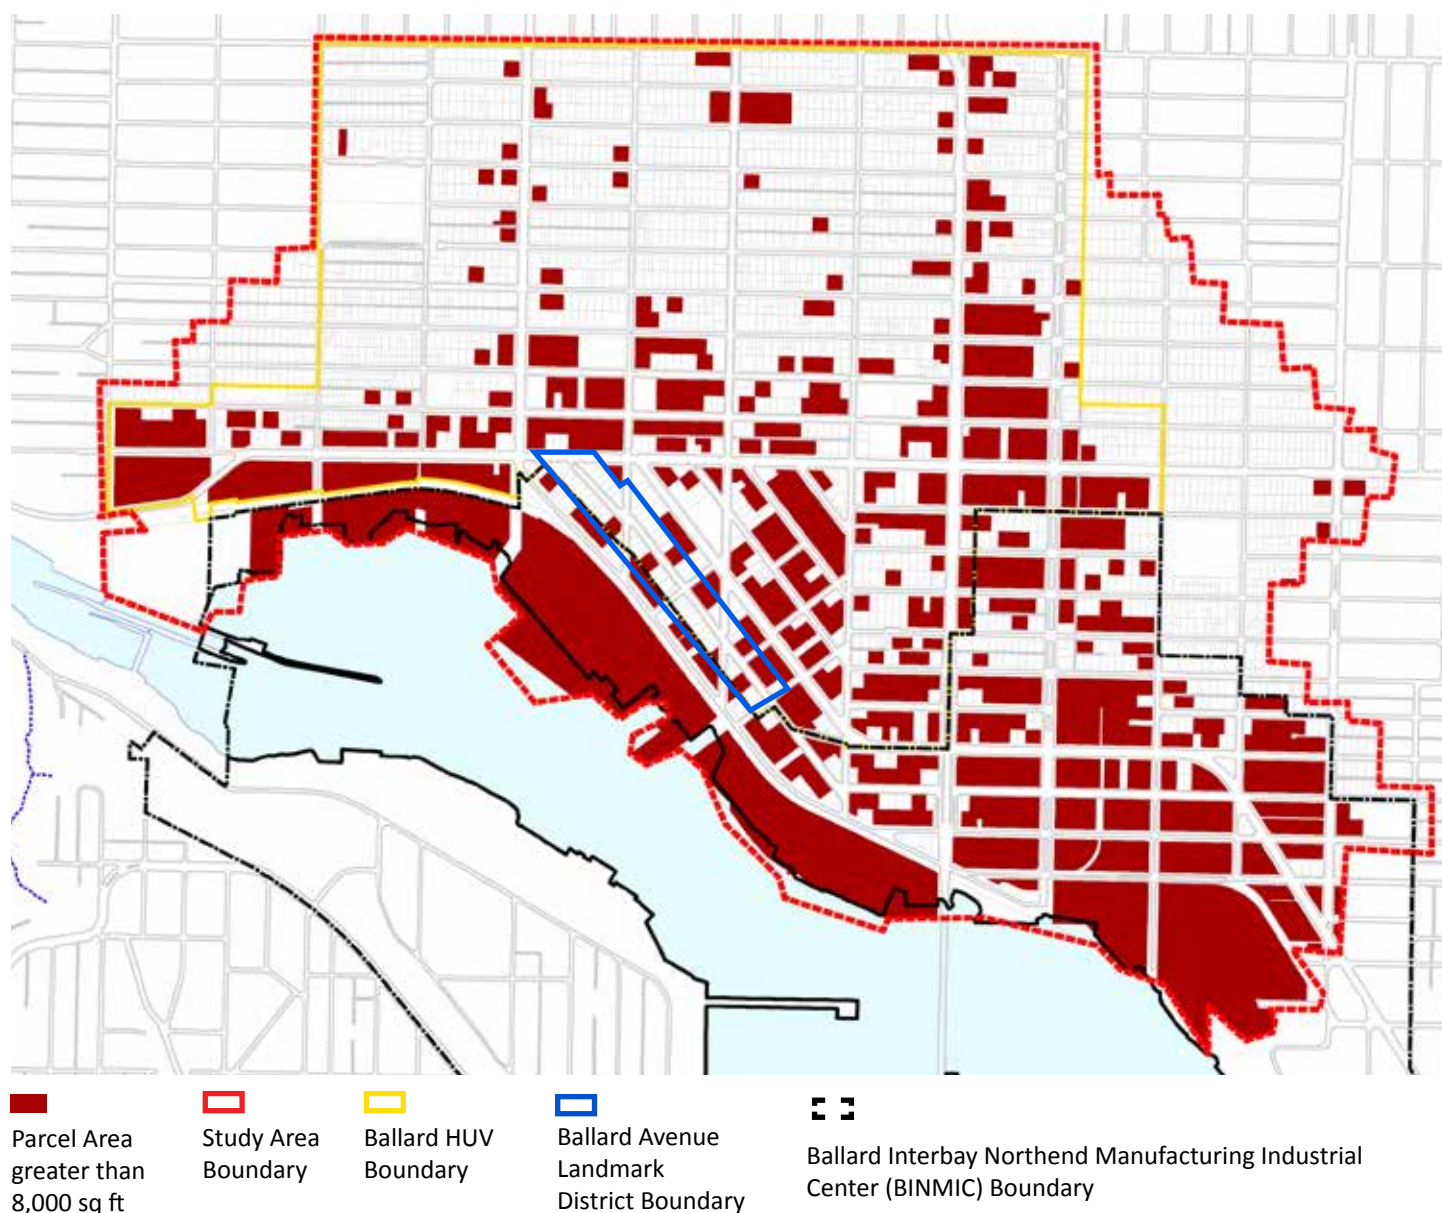 Parcel Area
greater than
8,000 sq ft
Study Area
Boundary
Ballard HUV
Boundary
Ballard Avenue
Landmark
District Boundary
Ballard Interbay Northend Manufacturing Industrial
Center (BINMIC) Boundary